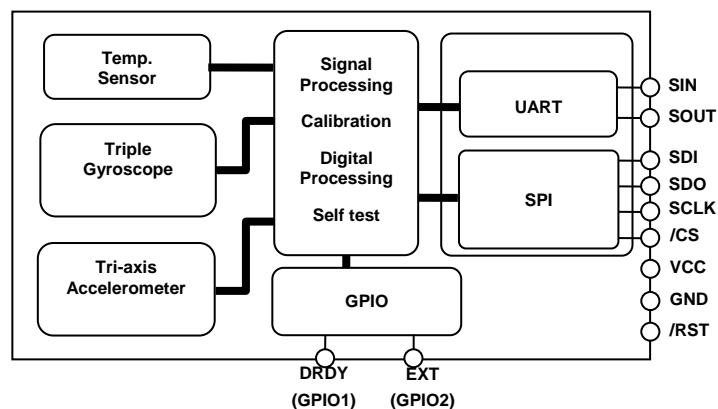 Temp.
Sensor
Triple
Gyroscope
Tri-axis
Accelerometer
Signal
Processing
Calibration
Digital
Processing
Self test
GPIO
UART
SPI
SIN
SOUT
SDI
SDO
SCLK
/CS
VCC
GND
/RST
DRDY
(GPIO1)
EXT
(GPIO2)